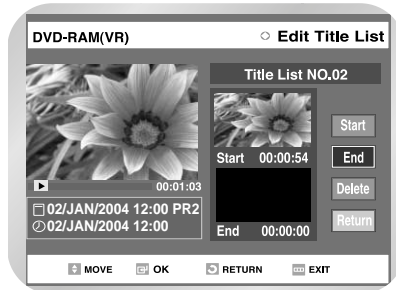 DVD-RAM(VR)
Edit Title List
Title List NO.02
Start 00:00:54
00:01:03
02/JAN/2004 12:00 PR2
02/JAN/2004 12:00
End 00:00:00
Start
End
Delete
Return
MOVE OK RETURN EXIT